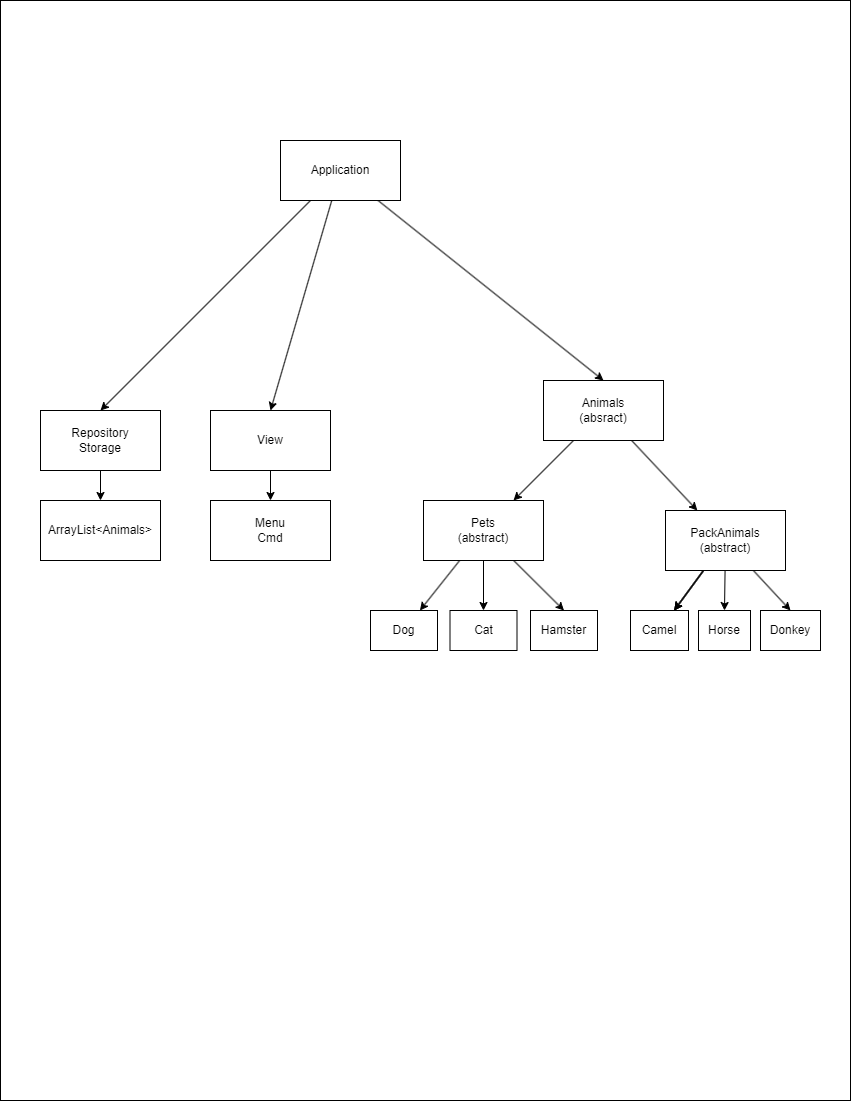 Application
Repository
Storage
View
Animals
(absract)
ArrayList<Animals>
Menu
Cmd
Pets
(abstract)
PackAnimals
(abstract)
Dog
Cat
Hamster
Camel
Horse
Donkey